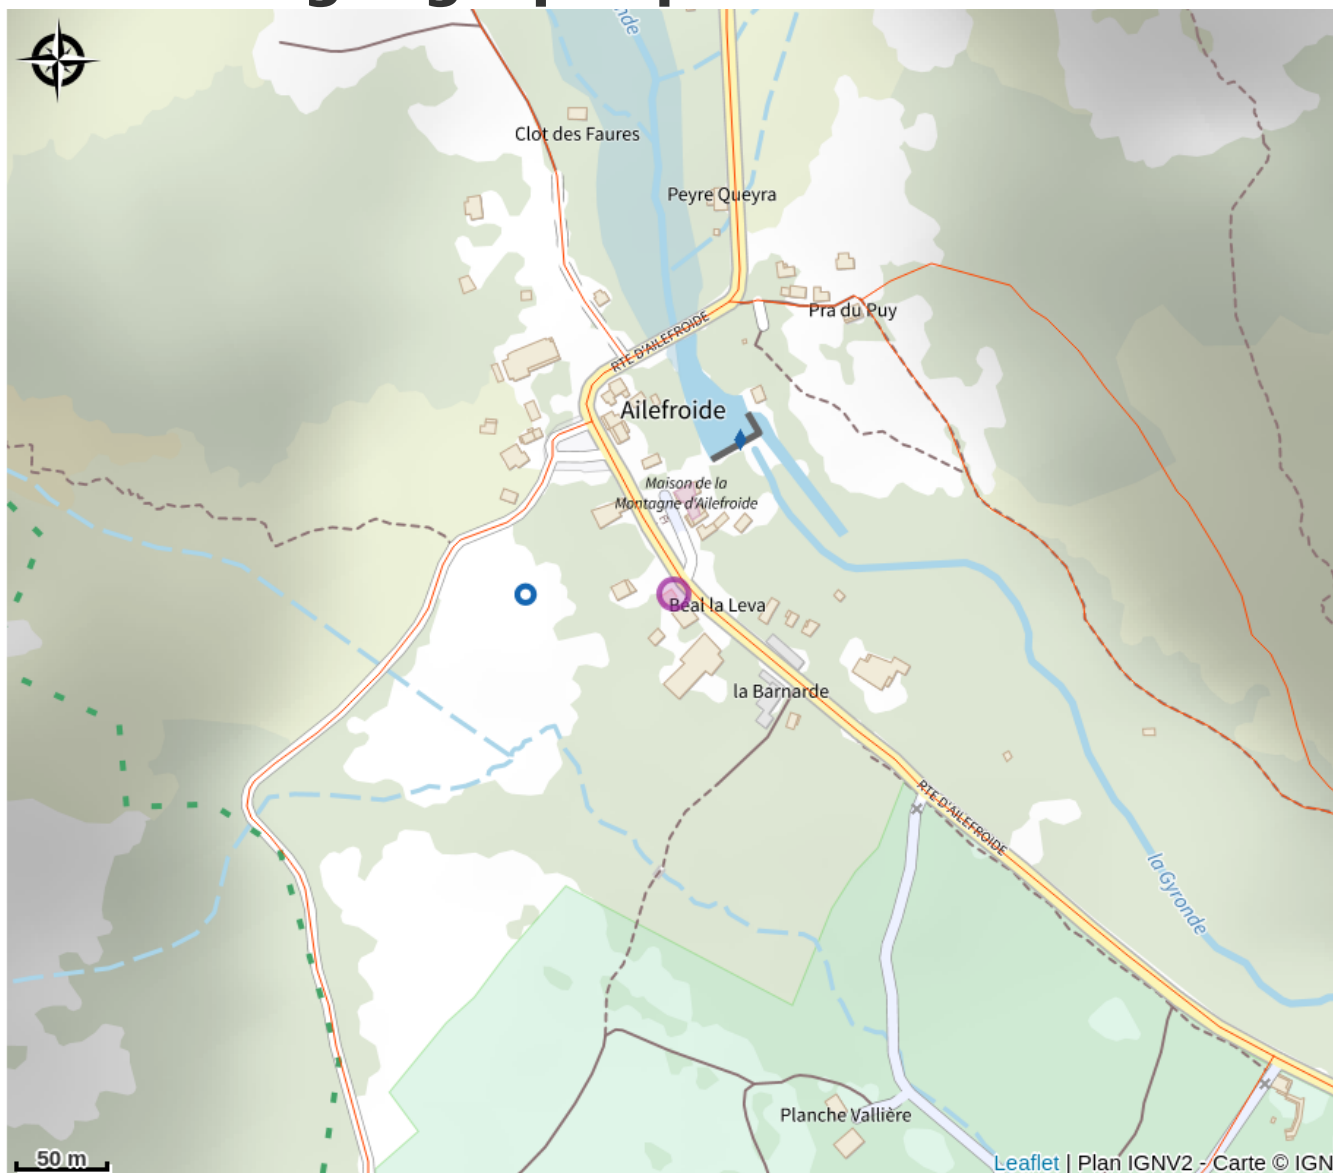 nde
Clot des Faures
Peyre Queyra
Pra du Puy
RTE D'AILEFROIDE
Ailefroide
Maison de la
Montagne d'Ailefroide
Béal la Leva
la Barnarde
RTE D'AILEFROIDE
la Gyronde
Planche Vallière
50 m
Leaflet | Plan IGNV2 - Carte © IGN